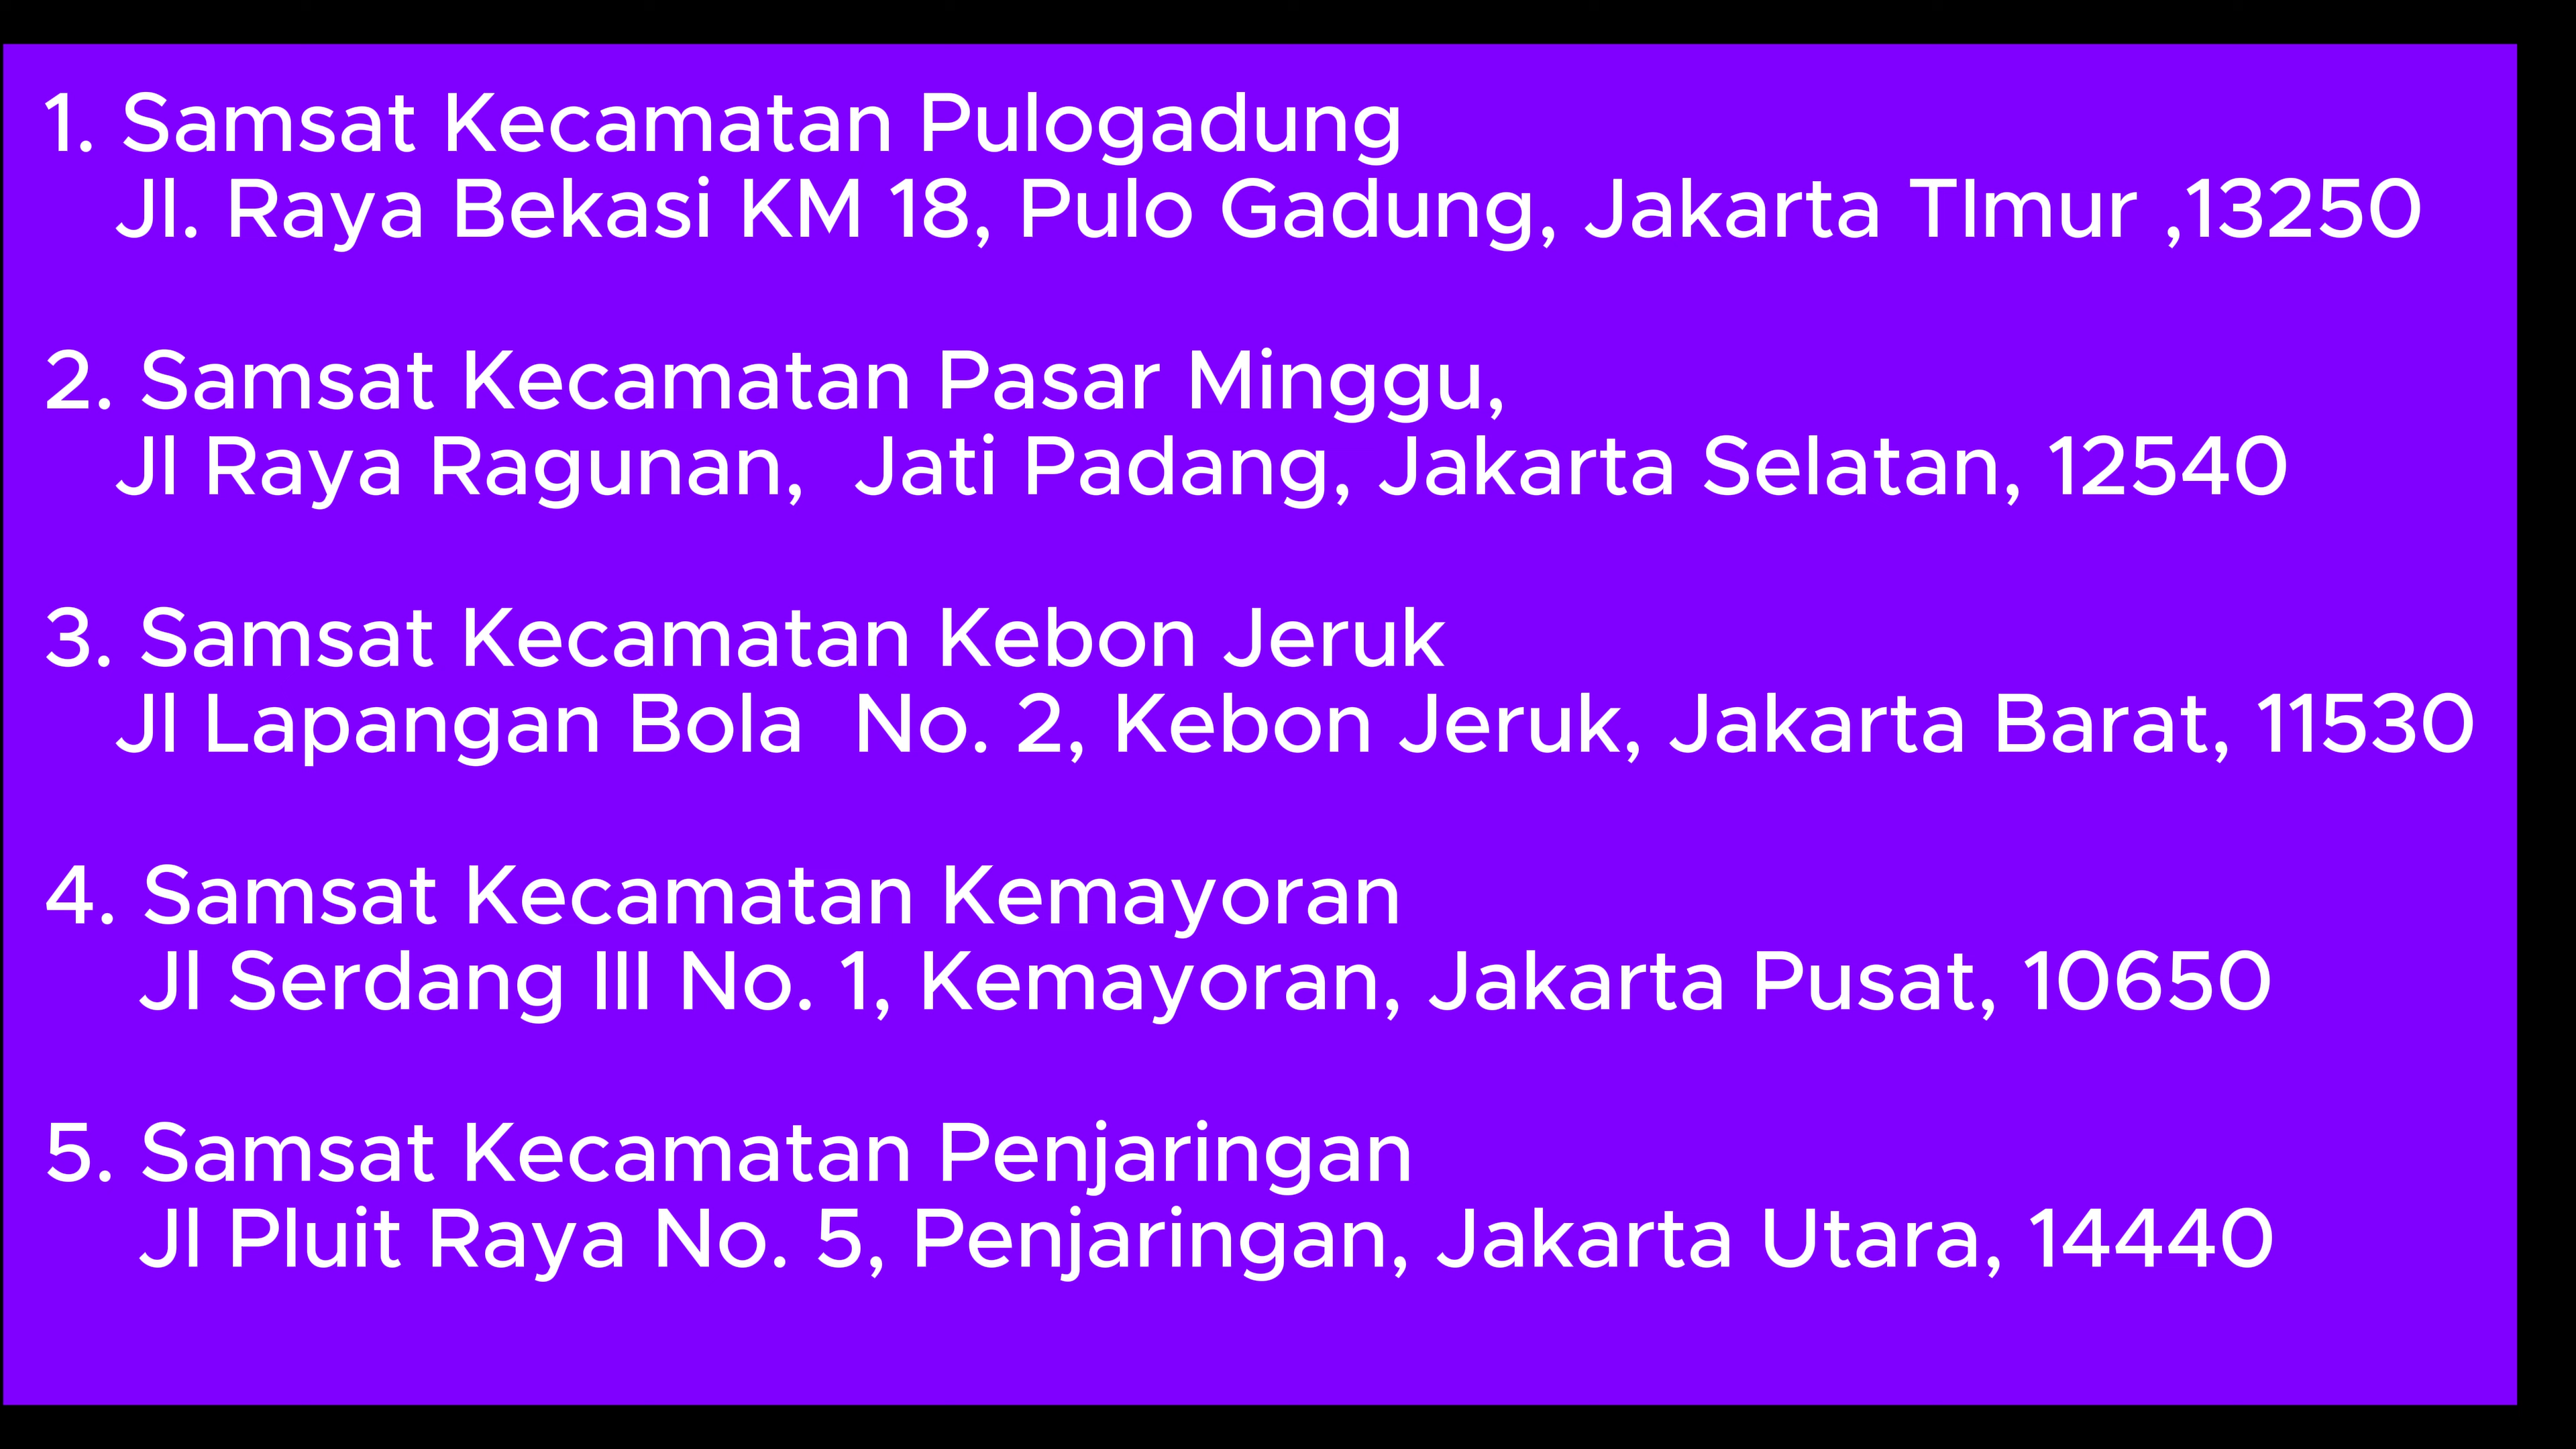 1. Samsat Kecamatan Pulogadung
Jl. Raya Bekasi KM 18, Pulo Gadung, Jakarta TImur ,13250
2. Samsat Kecamatan Pasar Minggu,
Jl Raya Ragunan,  Jati Padang, Jakarta Selatan, 12540
3. Samsat Kecamatan Kebon Jeruk
Jl Lapangan Bola  No. 2, Kebon Jeruk, Jakarta Barat, 11530
4. Samsat Kecamatan Kemayoran
Jl Serdang III No. 1, Kemayoran, Jakarta Pusat, 10650
5. Samsat Kecamatan Penjaringan
Jl Pluit Raya No. 5, Penjaringan, Jakarta Utara, 14440